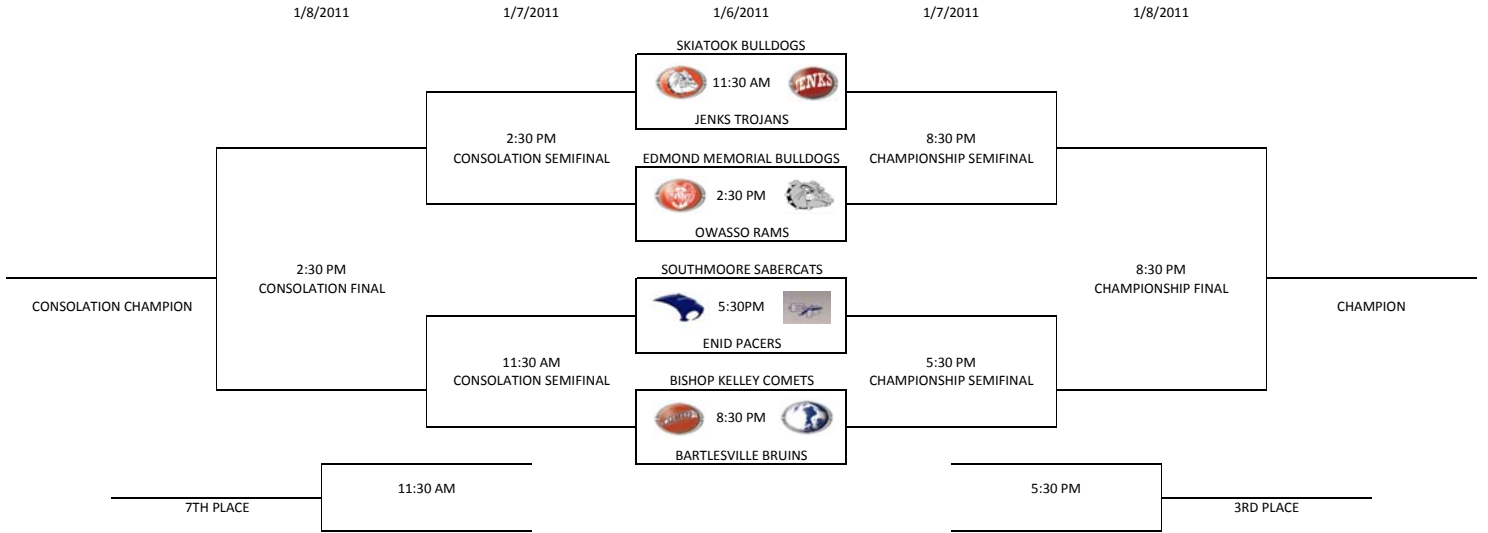 1/8/2011
1/7/2011
1/6/2011
1/7/2011
1/8/2011
SKIATOOK BULLDOGS
11:30 AM
JENKS
JENKS TROJANS
2:30 PM
CONSOLATION SEMIFINAL
8:30 PM
CHAMPIONSHIP SEMIFINAL
EDMOND MEMORIAL BULLDOGS
2:30 PM
OWASSO RAMS
2:30 PM
CONSOLATION FINAL
CONSOLATION CHAMPION
SOUTHMOORE SABERCATS
5:30PM
ENID PACERS
8:30 PM
CHAMPIONSHIP FINAL
CHAMPION
11:30 AM
CONSOLATION SEMIFINAL
5:30 PM
CHAMPIONSHIP SEMIFINAL
BISHOP KELLEY COMETS
8:30 PM
BARTLESVILLE BRUINS
11:30 AM
7TH PLACE
5:30 PM
3RD PLACE